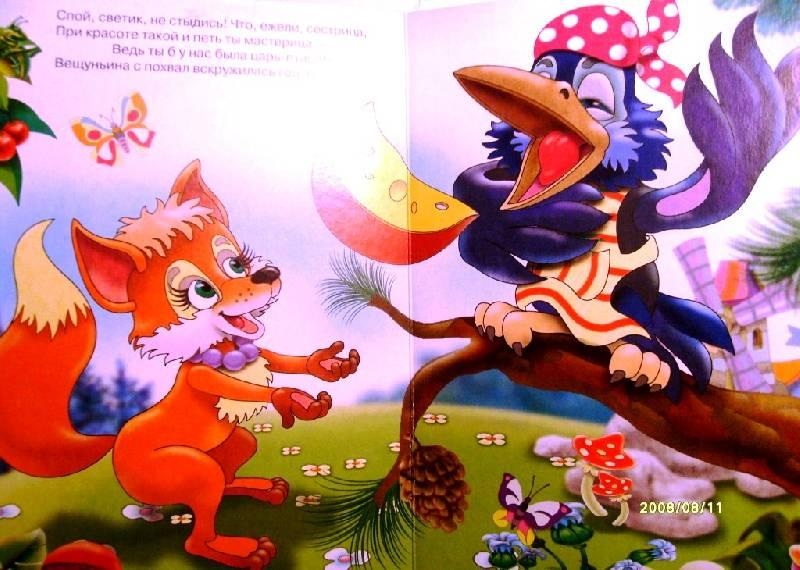 Спой, светик, не стыдись! Что, ежели, сестрица,
При красоте такой и петь ты мастерица
Ведь ты б у нас была царь
Вещуньина с похвал вскружилась
2008/08/11